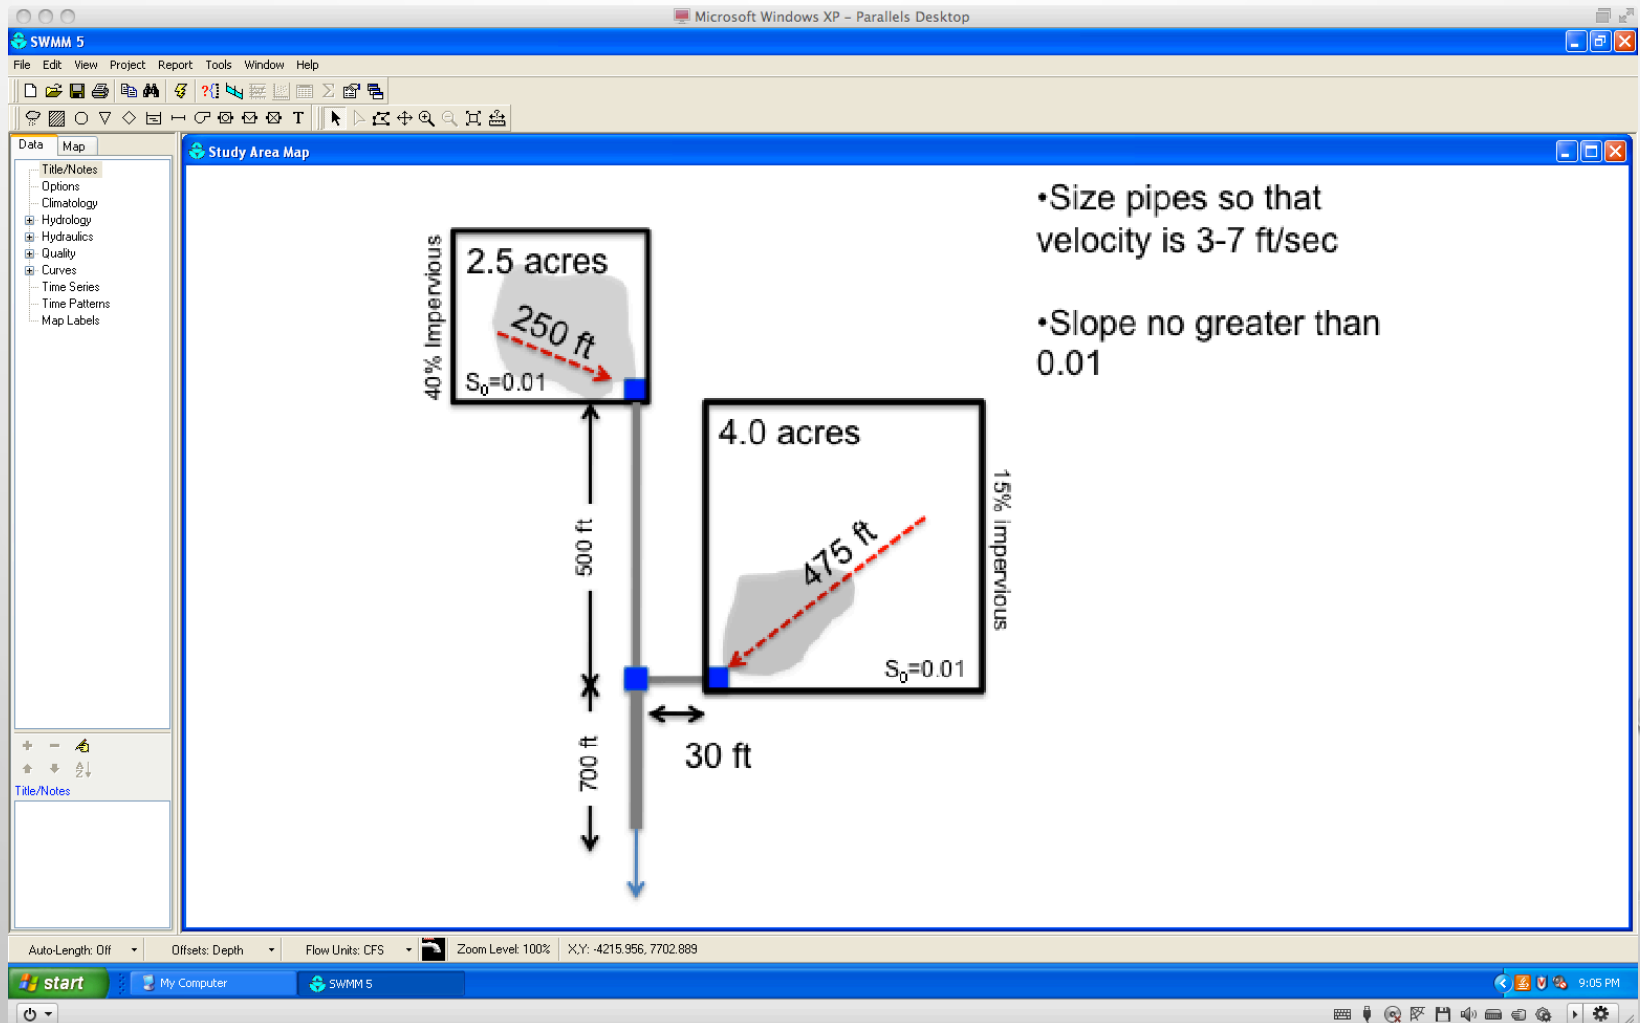 Microsoft Windows XP - Parallels Desktop
SWMM 5
File Edit View Project Report Tools Window Help
Data Map
Study Area Map
Title/Notes
Options
Climatology
Hydrology
Hydraulics
Quality
Curves
Time Series
Time Patterns
Map Labels
Title/Notes
40% Impervious
2.5 acres
250 ft
S0=0.01
500 ft
700 ft
30 ft
4.0 acres
475 ft
S0=0.01
15% impervious
•Size pipes so that
velocity is 3-7 ft/sec
•Slope no greater than
0.01
Auto-Length: Off Offsets: Depth Flow Units: CFS Zoom Level: 100% X,Y: -4215.956, 7702.889
start My Computer SWMM 5 9:05 PM